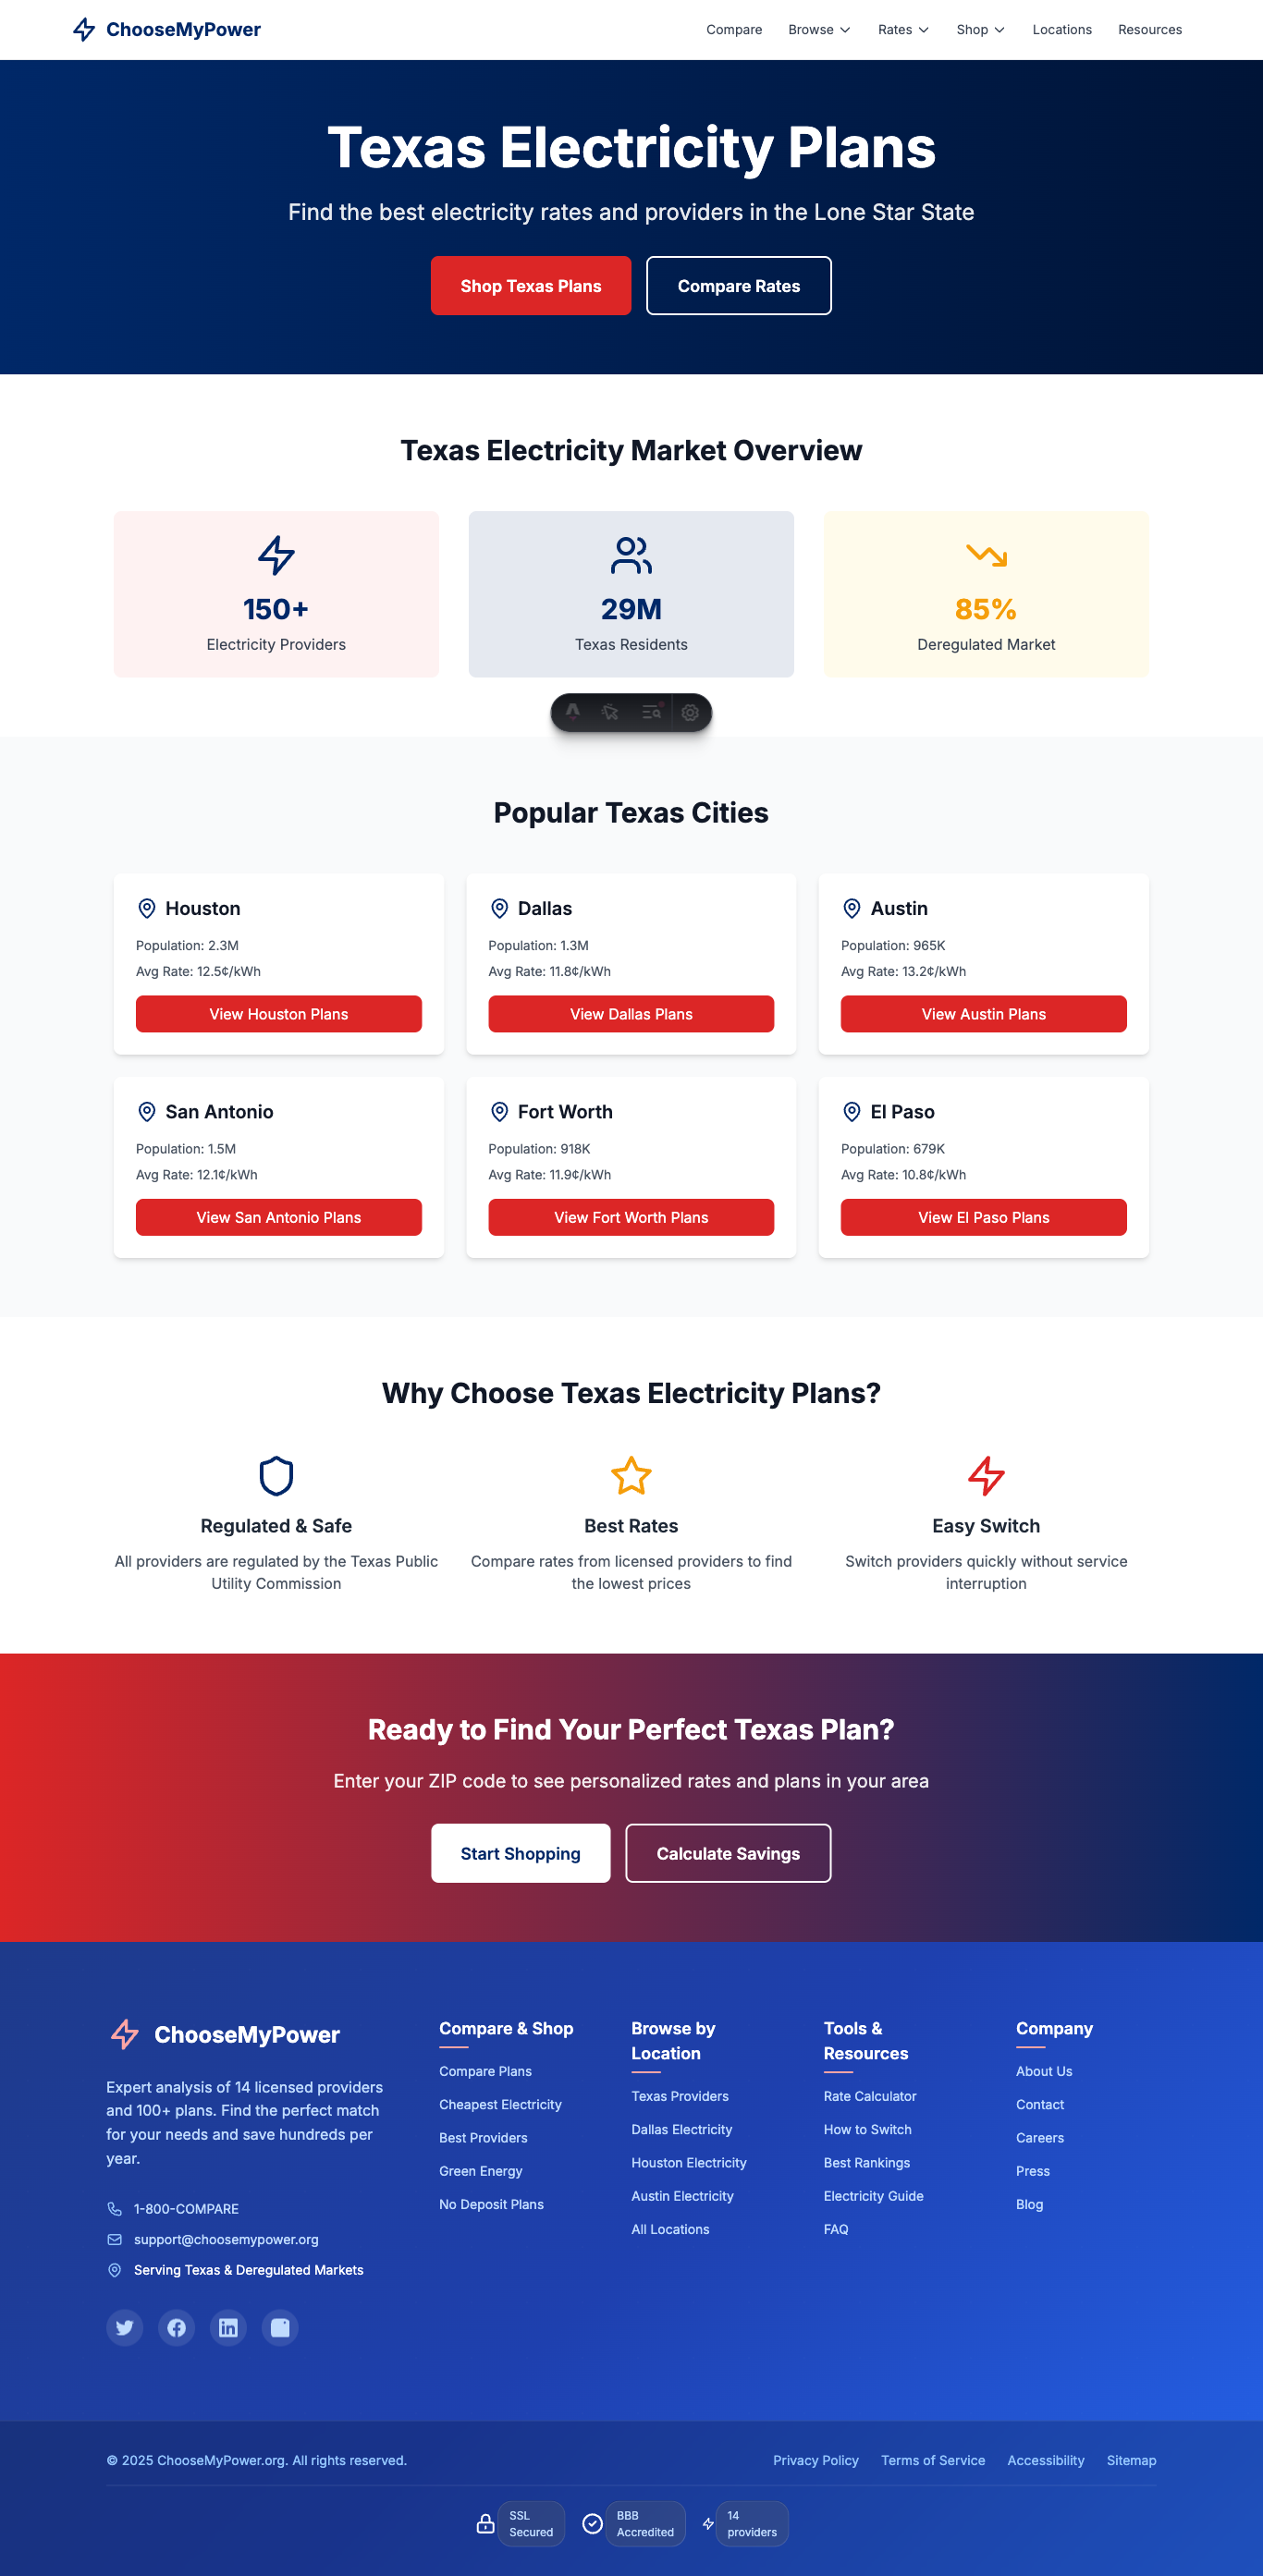 ChooseMyPower
Compare
Browse
Rates
Shop
Locations
Resources
Texas Electricity Plans
Find the best electricity rates and providers in the Lone Star State
Shop Texas Plans
Compare Rates
Texas Electricity Market Overview
150+
Electricity Providers
29M
Texas Residents
85%
Deregulated Market
Popular Texas Cities
Houston
Population: 2.3M
Avg Rate: 12.5¢/kWh
View Houston Plans
Dallas
Population: 1.3M
Avg Rate: 11.8¢/kWh
View Dallas Plans
Austin
Population: 965K
Avg Rate: 13.2¢/kWh
View Austin Plans
San Antonio
Population: 1.5M
Avg Rate: 12.1¢/kWh
View San Antonio Plans
Fort Worth
Population: 918K
Avg Rate: 11.9¢/kWh
View Fort Worth Plans
El Paso
Population: 679K
Avg Rate: 10.8¢/kWh
View El Paso Plans
Why Choose Texas Electricity Plans?
Regulated & Safe
All providers are regulated by the Texas Public
Utility Commission
Best Rates
Compare rates from licensed providers to find
the lowest prices
Easy Switch
Switch providers quickly without service
interruption
Ready to Find Your Perfect Texas Plan?
Enter your ZIP code to see personalized rates and plans in your area
Start Shopping
Calculate Savings
ChooseMyPower
Expert analysis of 14 licensed providers
and 100+ plans. Find the perfect match
for your needs and save hundreds per
year.
1-800-COMPARE
support@choosemypower.org
Serving Texas & Deregulated Markets
Compare & Shop
Compare Plans
Cheapest Electricity
Best Providers
Green Energy
No Deposit Plans
Browse by
Location
Texas Providers
Dallas Electricity
Houston Electricity
Austin Electricity
All Locations
Tools &
Resources
Rate Calculator
How to Switch
Best Rankings
Electricity Guide
FAQ
Company
About Us
Contact
Careers
Press
Blog
© 2025 ChooseMyPower.org. All rights reserved.
Privacy Policy
Terms of Service
Accessibility
Sitemap
SSL
Secured
BBB
Accredited
14
providers